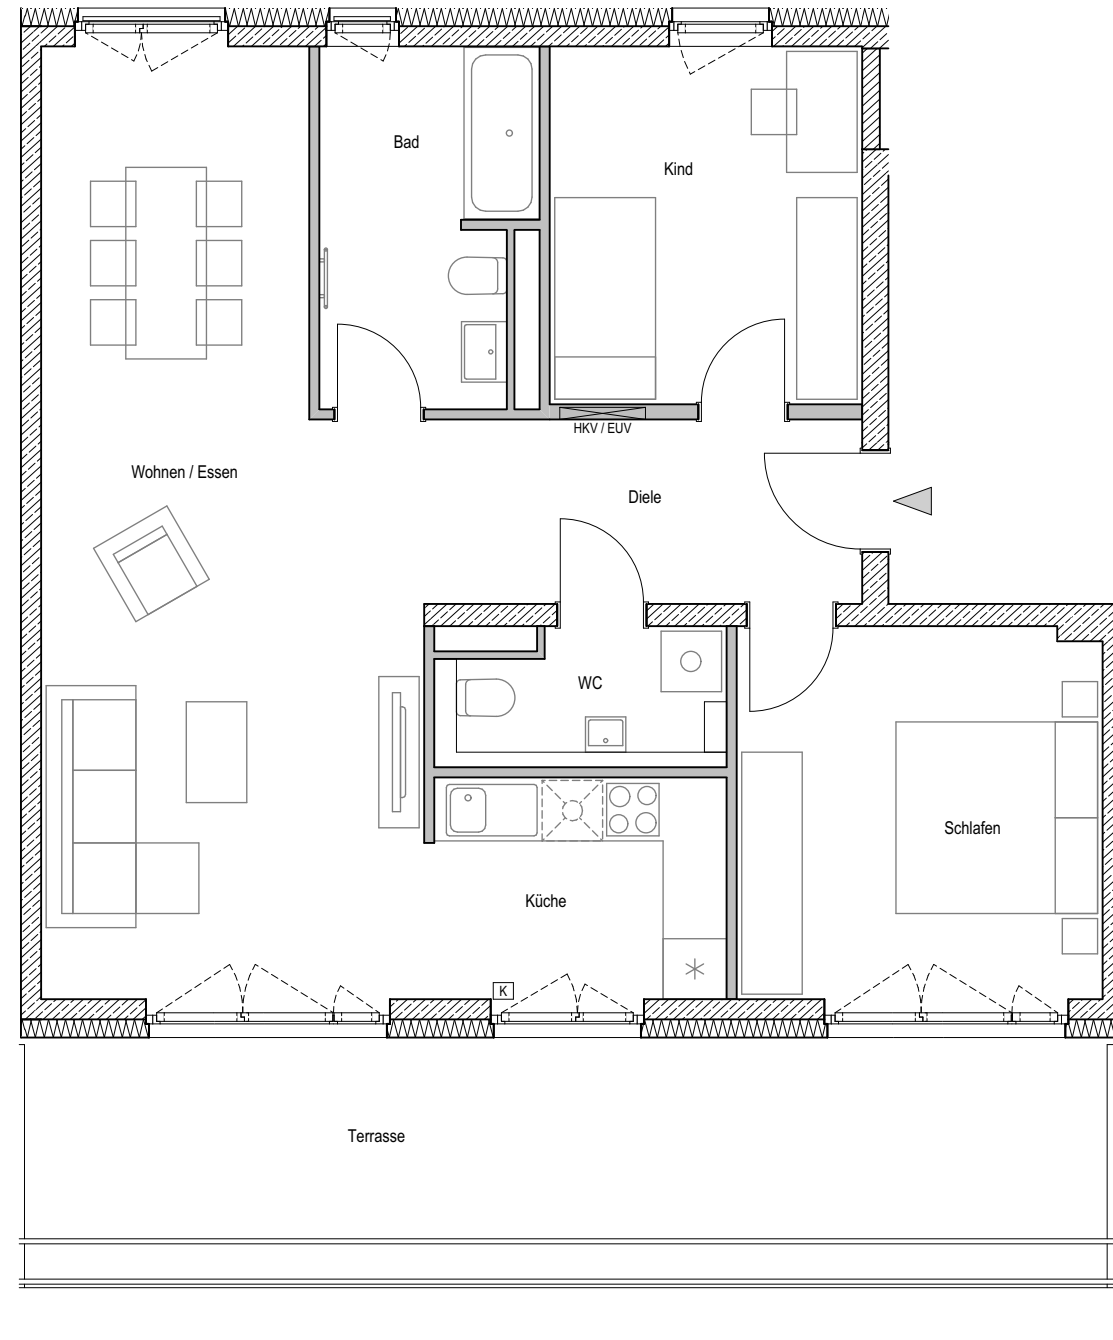 Bad
Kind
HKV / EUV
Wohnen / Essen
Diele
WC
Schlafen
Küche
K
Terrasse